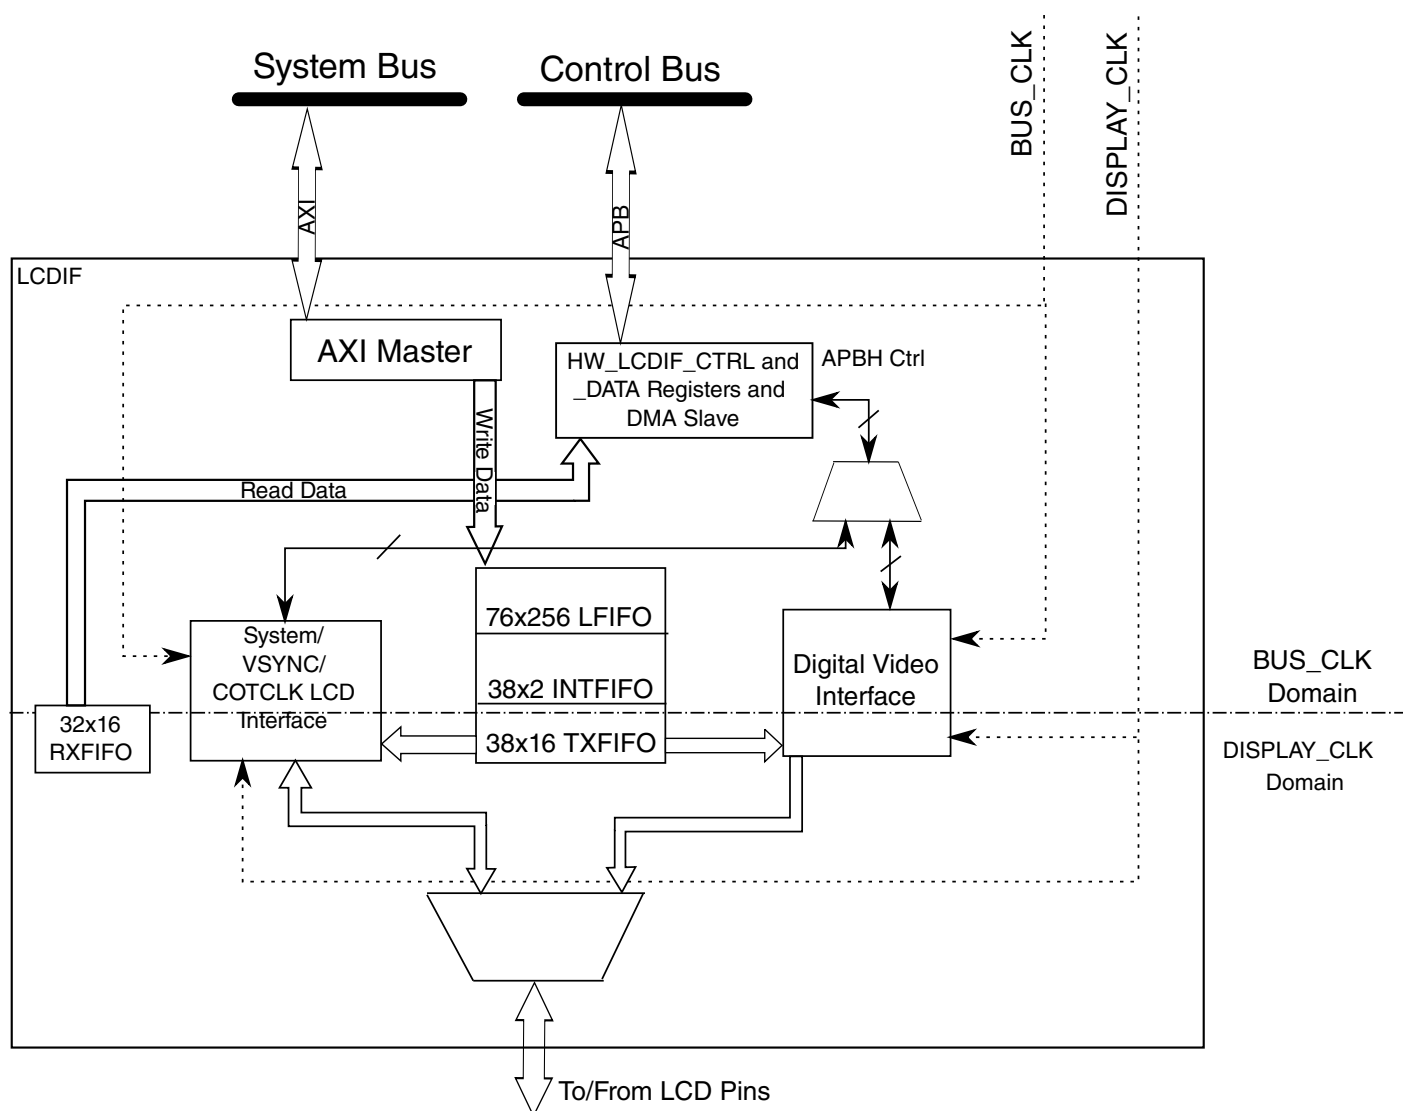 System Bus
Control Bus
BUS_CLK
DISPLAY_CLK
AXI
APB
LCDIF
AXI Master
HW_LCDIF_CTRL and
_DATA Registers and
DMA Slave
APBH Ctrl
Write Data
Read Data
76x256 LFIFO
38x2 INTFIFO
38x16 TXFIFO
System/
VSYNC/
COTCLK LCD
Interface
Digital Video
Interface
32x16
RXFIFO
BUS_CLK
Domain
DISPLAY_CLK
Domain
To/From LCD Pins